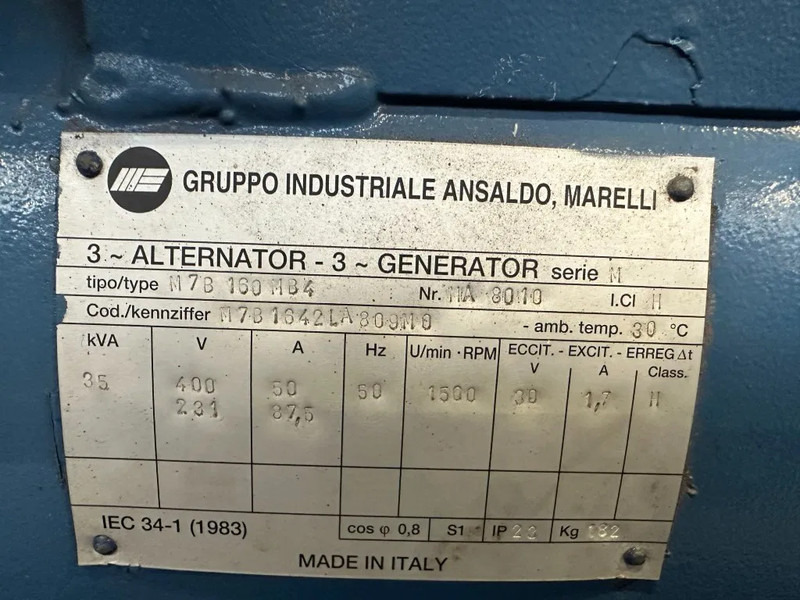 GRUPPO INDUSTRIALE ANSALDO, MARELLI
3 ~ ALTERNATOR - 3 ~ GENERATOR serie M
tipo/type M7B 160 MB4 Nr. MA 8010 I.Cl H
Cod./kennziffer M7B1642LA809M0 - amb. temp. 30 °C
kVA V A Hz U/min · RPM ECCIT. - EXCIT. - ERREG Δt
V A Class.
35 400 50 50 1500 30 1,7 H
231 87,5
IEC 34-1 (1983) cos φ 0,8 S1 IP 23 Kg
MADE IN ITALY